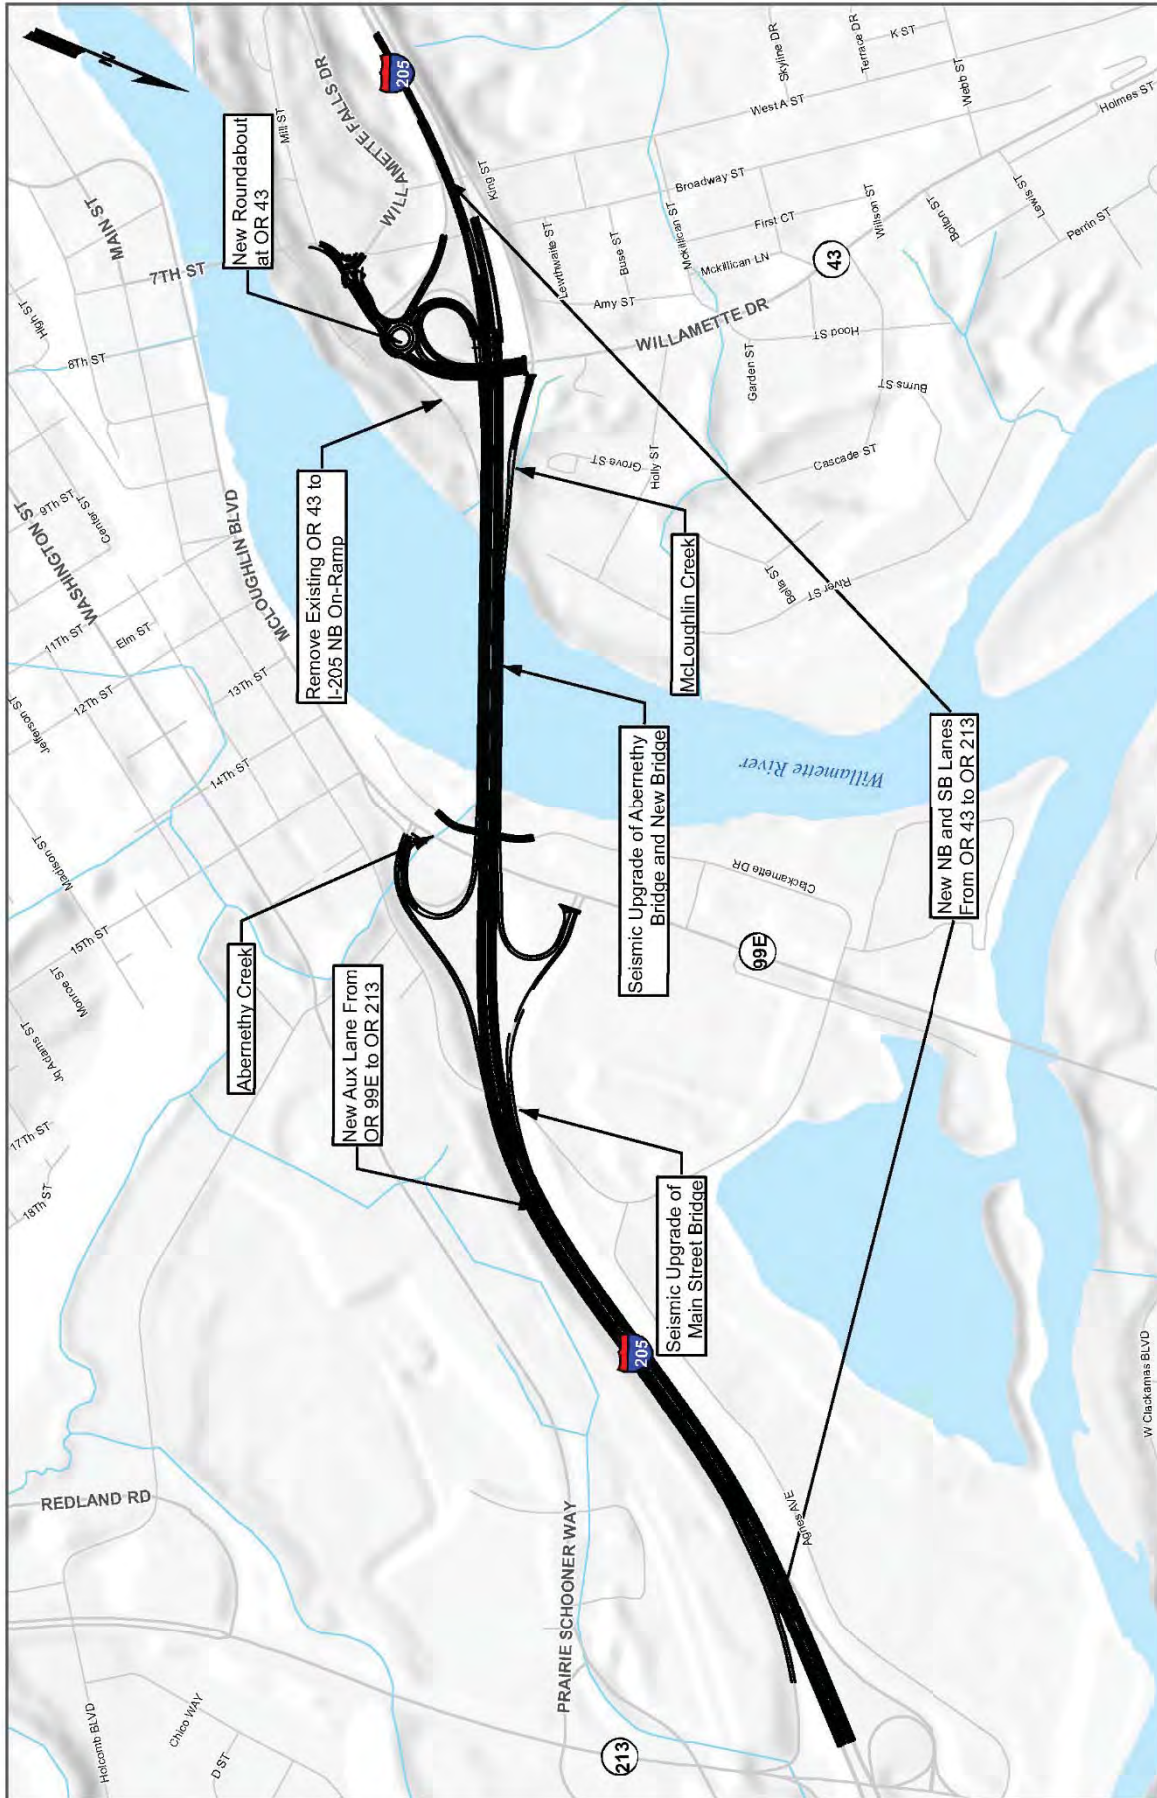 N
MAIN ST
7TH ST
High ST
8Th ST
9Th ST
Center ST
WASHINGTON ST
11Th ST
Elm ST
12Th ST
Jefferson ST
13Th ST
14Th ST
Madison ST
15Th ST
Monroe ST
Jq Adams ST
17Th ST
18Th ST
MCLOUGHLIN BLVD
Mill ST
WILLAMETTE FALLS DR
205
King ST
Skyline DR
Terrace DR
K ST
Webb ST
Holmes ST
West A ST
Broadway ST
First CT
Willson ST
Bolton ST
Lewis ST
Perrin ST
Lewthwaite ST
Buse ST
Mckillican ST
Mckillican LN
43
Amy ST
WILLAMETTE DR
Hood ST
Garden ST
Burns ST
Cascade ST
Grove ST
Holly ST
Bella ST
River ST
New Roundabout
at OR 43
Remove Existing OR 43 to
I-205 NB On-Ramp
McLoughlin Creek
Seismic Upgrade of Abernethy
Bridge and New Bridge
Willamette River
New NB and SB Lanes
From OR 43 to OR 213
Abernethy Creek
New Aux Lane From
OR 99E to OR 213
Clackamette DR
99E
Seismic Upgrade of
Main Street Bridge
205
Agnes AVE
W Clackamas BLVD
REDLAND RD
PRAIRIE SCHOONER WAY
Holcomb BLVD
Chico WAY
D ST
213